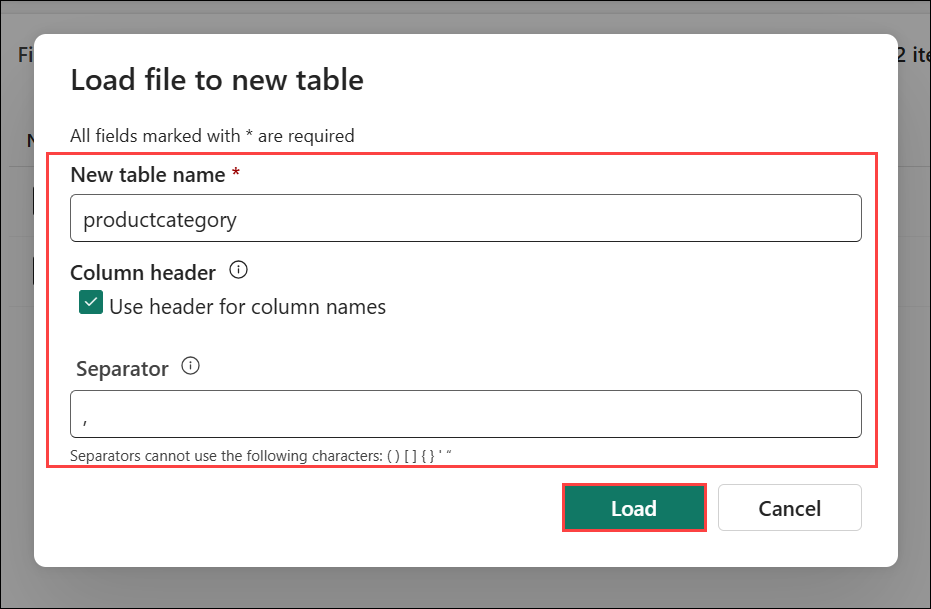 Fi
2 ite
Load file to new table
All fields marked with * are required
New table name *
productcategory
Column header
Use header for column names
Separator
,
Separators cannot use the following characters: ( ) [ ] { } ' “
Load
Cancel